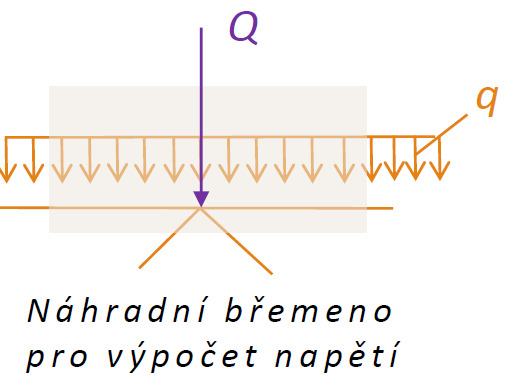 Q
q
Náhradní břemeno
pro výpočet napětí